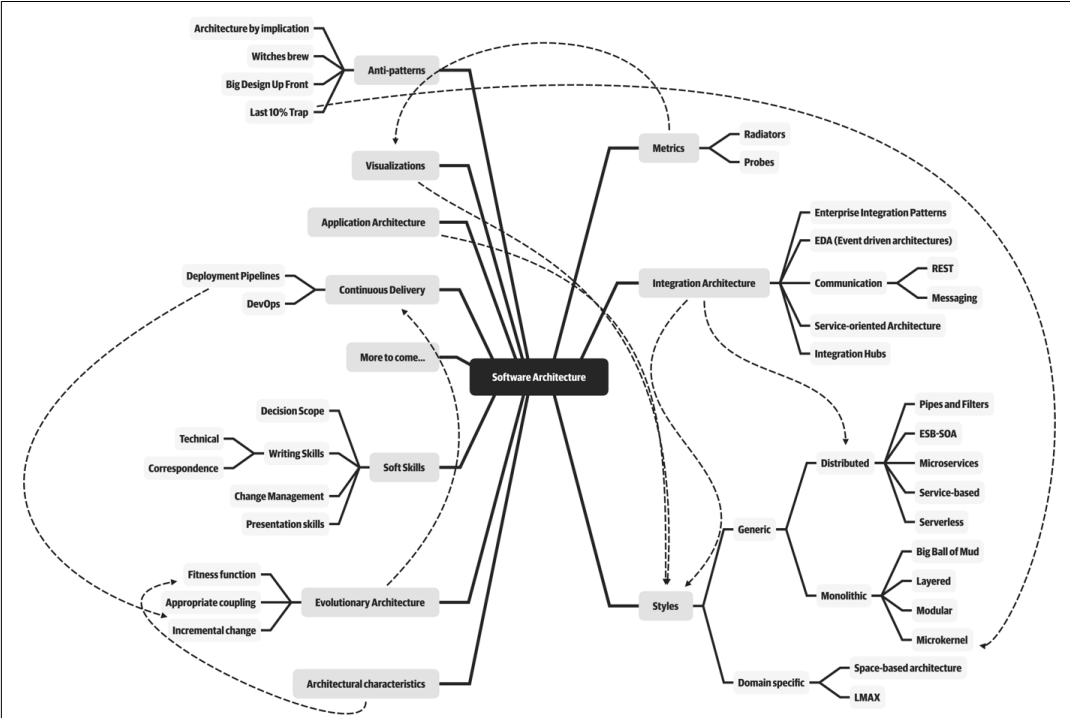 Architecture by implication
Witches brew
Big Design Up Front
Last 10% Trap
Anti-patterns
Visualizations
Application Architecture
Deployment Pipelines
DevOps
Continuous Delivery
More to come...
Decision Scope
Technical
Correspondence
Writing Skills
Change Management
Presentation skills
Soft Skills
Fitness function
Appropriate coupling
Incremental change
Evolutionary Architecture
Architectural characteristics
Software Architecture
Metrics
Radiators
Probes
Integration Architecture
Enterprise Integration Patterns
EDA (Event driven architectures)
Communication
REST
Messaging
Service-oriented Architecture
Integration Hubs
Styles
Generic
Distributed
Pipes and Filters
ESB-SOA
Microservices
Service-based
Serverless
Monolithic
Big Ball of Mud
Layered
Modular
Microkernel
Domain specific
Space-based architecture
LMAX